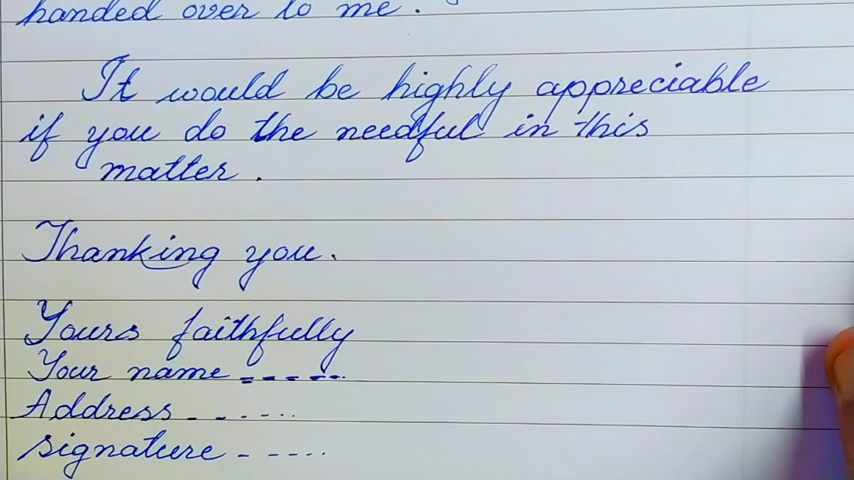 handed over to me.
It would be highly appreciable
if you do the needful in this
matter.
Thanking you.
Yours faithfully
Your name -----
Address -----
Signature -----